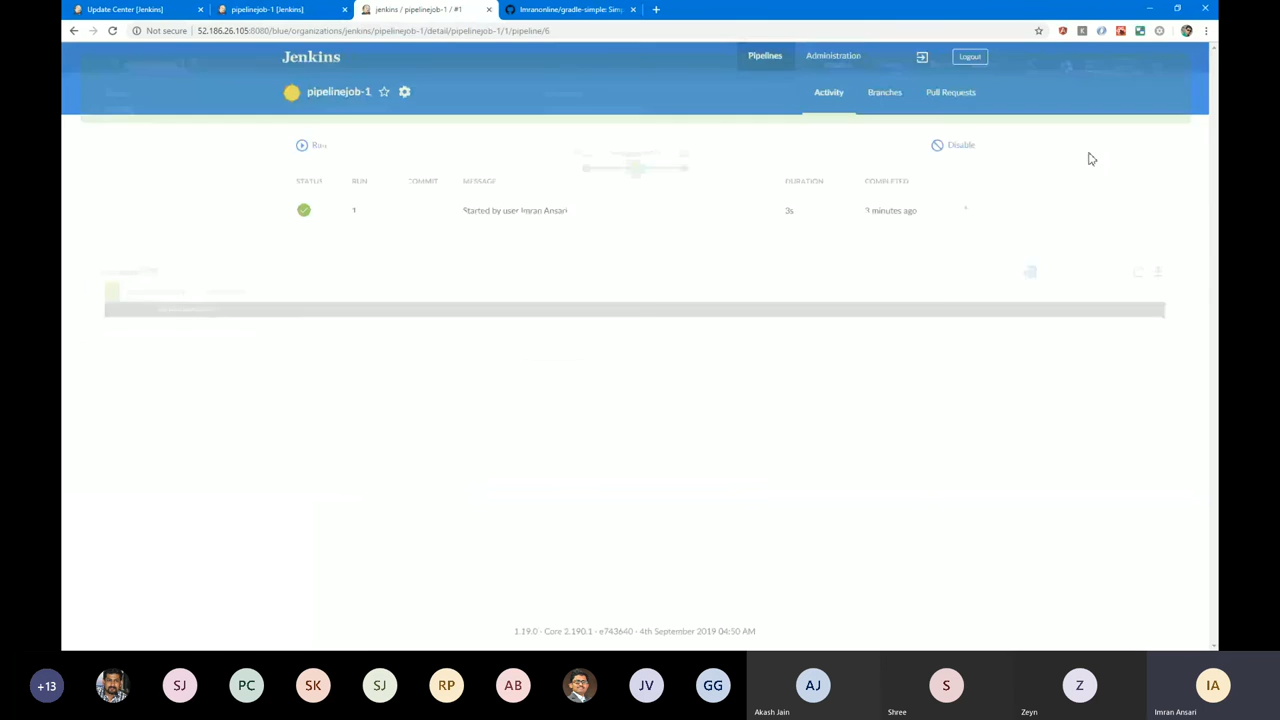 Update Center [Jenkins]
pipelinejob-1 [Jenkins]
jenkins / pipelinejob-1 / #1
Imranonline/gradle-simple: Sim
Not secure
52.186.26.105:8080/blue/organizations/jenkins/pipelinejob-1/detail/pipelinejob-1/1/pipeline/6
Jenkins
Pipelines
Administration
Logout
pipelinejob-1
Activity
Branches
Pull Requests
Run
Disable
STATUS
RUN
COMMIT
MESSAGE
DURATION
COMPLETED
1
Started by user Imran Ansari
3s
minutes ago
1.19.0 · Core 2.190.1 · e743640 · 4th September 2019 04:50 AM
+13
SJ
PC
SK
SJ
RP
AB
JV
GG
AJ
S
Z
IA
Akash Jain
Shree
Zeyn
Imran Ansari